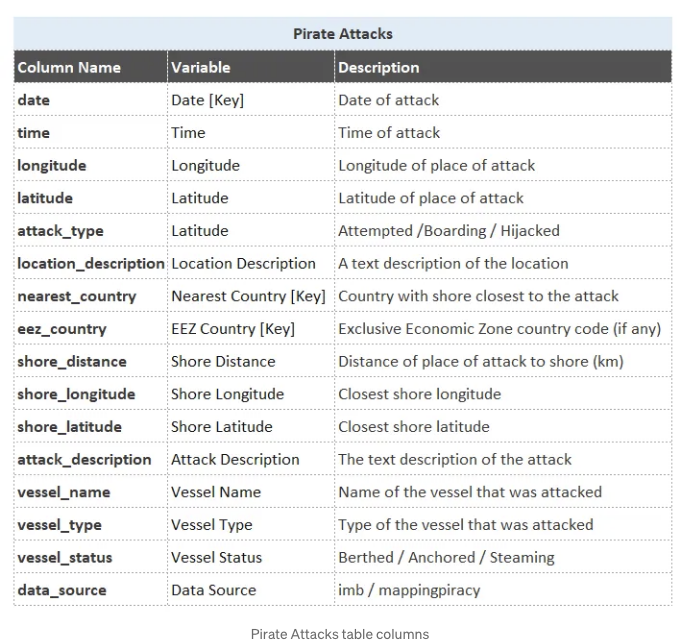 Pirate Attacks
Column Name Variable Description
date Date [Key] Date of attack
time Time Time of attack
longitude Longitude Longitude of place of attack
latitude Latitude Latitude of place of attack
attack_type Latitude Attempted /Boarding / Hijacked
location_description Location Description A text description of the location
nearest_country Nearest Country [Key] Country with shore closest to the attack
eez_country EEZ Country [Key] Exclusive Economic Zone country code (if any)
shore_distance Shore Distance Distance of place of attack to shore (km)
shore_longitude Shore Longitude Closest shore longitude
shore_latitude Shore Latitude Closest shore latitude
attack_description Attack Description The text description of the attack
vessel_name Vessel Name Name of the vessel that was attacked
vessel_type Vessel Type Type of the vessel that was attacked
vessel_status Vessel Status Berthed / Anchored / Steaming
data_source Data Source imb / mappingpiracy
Pirate Attacks table columns